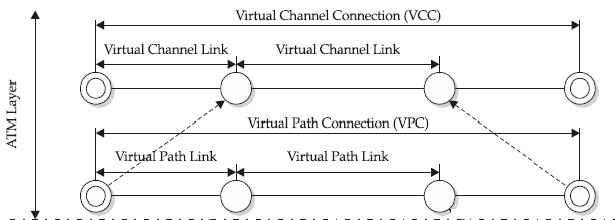 Virtual Channel Connection (VCC)
Virtual Channel Link
Virtual Channel Link
ATM Layer
Virtual Path Connection (VPC)
Virtual Path Link
Virtual Path Link